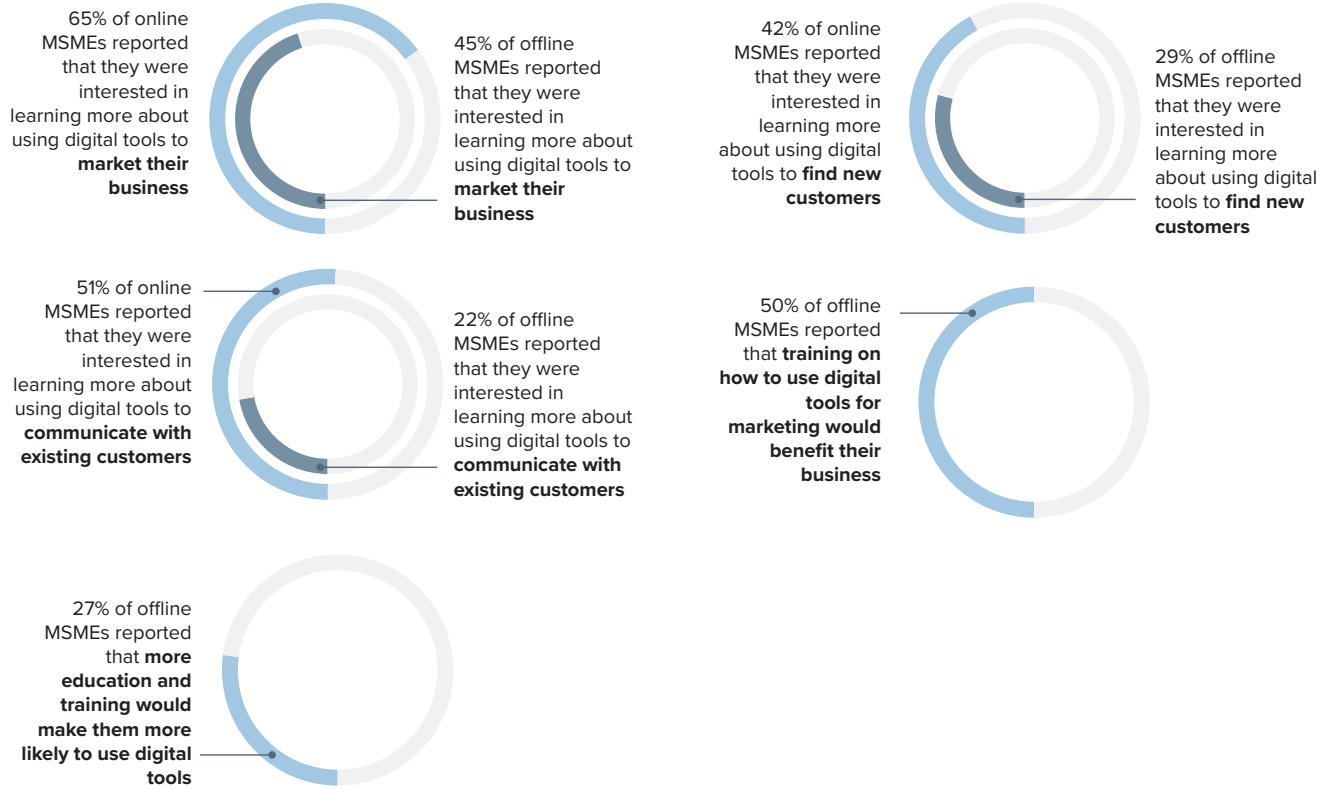 65% of online
MSMEs reported
that they were
interested in
learning more about
using digital tools to
market their
business
45% of offline
MSMEs reported
that they were
interested in
learning more about
using digital tools to
market their
business
42% of online
MSMEs reported
that they were
interested in
learning more
about using digital
tools to find new
customers
29% of offline
MSMEs reported
that they were
interested in
learning more
about using digital
tools to find new
customers
51% of online
MSMEs reported
that they were
interested in
learning more about
using digital tools to
communicate with
existing customers
22% of offline
MSMEs reported
that they were
interested in
learning more about
using digital tools to
communicate with
existing customers
50% of offline
MSMEs reported
that training on
how to use digital
tools for
marketing would
benefit their
business
27% of offline
MSMEs reported
that more
education and
training would
make them more
likely to use digital
tools